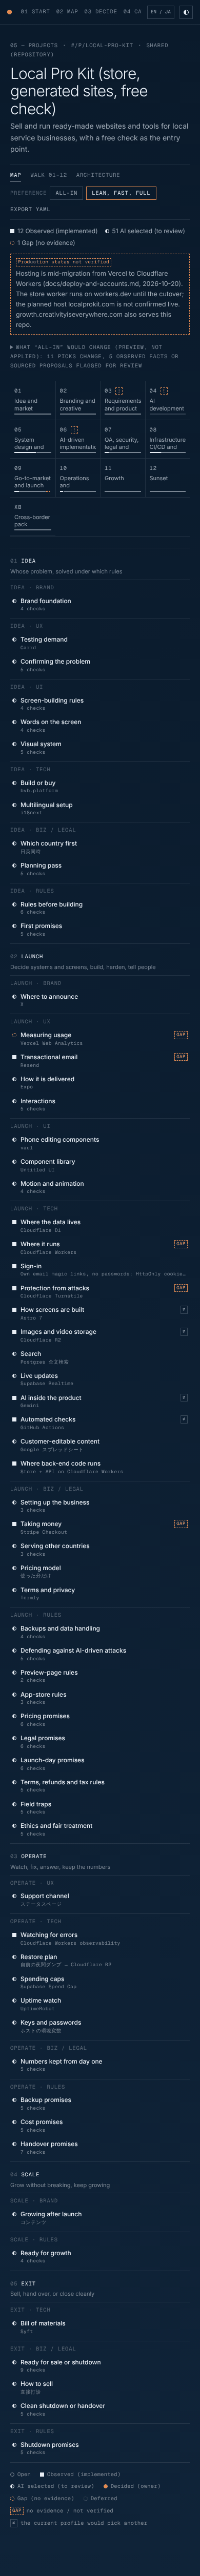 01 START 02 MAP 03 DECIDE 04 CA EN / JA
05 — PROJECTS · #/P/LOCAL-PRO-KIT · SHARED
(REPOSITORY)
Local Pro Kit (store,
generated sites, free
check)
Sell and run ready-made websites and tools for local
service businesses, with a free check as the entry
point.
MAP WALK 01–12 ARCHITECTURE
PREFERENCE ALL-IN LEAN, FAST, FULL
EXPORT YAML
12 Observed (implemented) 51 AI selected (to review)
1 Gap (no evidence)
Production status not verified
Hosting is mid-migration from Vercel to Cloudflare
Workers (docs/deploy-and-accounts.md, 2026-10-20).
The store worker runs on workers.dev only, and
customer sites stay on Vercel until the cutover; the
planned host localprokit.com is not confirmed live.
growth.creativityiseverywhere.com also serves this
repo.
▶ WHAT "ALL-IN" WOULD CHANGE (PREVIEW, NOT
APPLIED): 11 PICKS CHANGE, 5 OBSERVED FACTS OR
SOURCED PROPOSALS FLAGGED FOR REVIEW
01 02 03 04
Idea and Branding and Requirements AI
market creative and product development
05 06 07 08
System AI-driven QA, security, Infrastructure
design and implementatic legal and CI/CD and
09 10 11 12
Go-to-market Operations Growth Sunset
and launch and
XB
Cross-border
pack
01 IDEA
Whose problem, solved under which rules
IDEA · BRAND
Brand foundation
4 checks
IDEA · UX
Testing demand
Carrd
Confirming the problem
5 checks
IDEA · UI
Screen-building rules
4 checks
Words on the screen
4 checks
Visual system
5 checks
IDEA · TECH
Build or buy
Multilingual setup
i18next
IDEA · BIZ / LEGAL
Which country first
日英同時
Planning pass
5 checks
IDEA · RULES
Rules before building
6 checks
First promises
5 checks
02 LAUNCH
Decide systems and screens, build, harden, tell people
LAUNCH · BRAND
Where to announce
X
LAUNCH · UX
Measuring usage GAP
Vercel Web Analytics
Transactional email GAP
Resend
How it is delivered
Expo
Interactions
5 checks
LAUNCH · UI
Phone editing components
vaul
Component library
Untitled UI
Motion and animation
4 checks
LAUNCH · TECH
Where the data lives
Cloudflare D1
Where it runs GAP
Cloudflare Workers
Sign-in
Own email magic links, no passwords; HttpOnly cookie…
Protection from attacks GAP
Cloudflare Turnstile
How screens are built ≠
Astro 7
Images and video storage ≠
Cloudflare R2
Search
Postgres 全文検索
Live updates
Supabase Realtime
AI inside the product ≠
Gemini
Automated checks ≠
GitHub Actions
Customer-editable content
Google スプレッドシート
Where back-end code runs
Store + API on Cloudflare Workers
LAUNCH · BIZ / LEGAL
Setting up the business
3 checks
Taking money GAP
Stripe Checkout
Serving other countries
3 checks
Pricing model
使った分だけ
Terms and privacy
Termly
LAUNCH · RULES
Backups and data handling
4 checks
Defending against AI-driven attacks
6 checks
Preview-page rules
2 checks
App-store rules
3 checks
Pricing promises
6 checks
Legal promises
8 checks
Launch-day promises
6 checks
Terms, refunds and tax rules
5 checks
Field traps
5 checks
Ethics and fair treatment
5 checks
03 OPERATE
Watch, fix, answer, keep the numbers
OPERATE · UX
Support channel
ステータスページ
OPERATE · TECH
Watching for errors
Cloudflare Workers observability
Restore plan
自前の夜間ダンプ → Cloudflare R2
Spending caps
Supabase Spend Cap
Uptime watch
UptimeRobot
Keys and passwords
ホストの環境変数
OPERATE · BIZ / LEGAL
Numbers kept from day one
5 checks
OPERATE · RULES
Backup promises
5 checks
Cost promises
5 checks
Handover promises
7 checks
04 SCALE
Grow without breaking, keep growing
SCALE · BRAND
Growing after launch
コンテンツ
SCALE · RULES
Ready for growth
4 checks
05 EXIT
Sell, hand over, or close cleanly
EXIT · TECH
Bill of materials
Syft
EXIT · BIZ / LEGAL
Ready for sale or shutdown
9 checks
How to sell
直接打診
Clean shutdown or handover
5 checks
EXIT · RULES
Shutdown promises
5 checks
Open Observed (implemented)
AI selected (to review) Decided (owner)
Gap (no evidence) Deferred
GAP no evidence / not verified
≠ the current profile would pick another